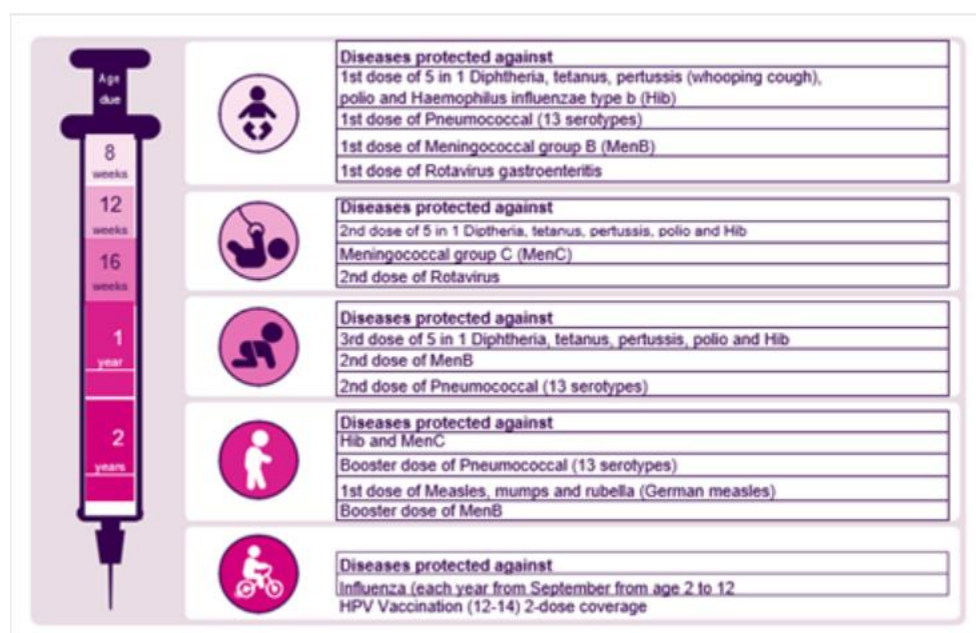 Age
due
8
weeks
12
weeks
16
weeks
1
year
2
years
Diseases protected against
1st dose of 5 in 1 Diphtheria, tetanus, pertussis (whooping cough),
polio and Haemophilus influenzae type b (Hib)
1st dose of Pneumococcal (13 serotypes)
1st dose of Meningococcal group B (MenB)
1st dose of Rotavirus gastroenteritis
Diseases protected against
2nd dose of 5 in 1 Diptheria, tetanus, pertussis, polio and Hib
Meningococcal group C (MenC)
2nd dose of Rotavirus
Diseases protected against
3rd dose of 5 in 1 Diphtheria, tetanus, pertussis, polio and Hib
2nd dose of MenB
2nd dose of Pneumococcal (13 serotypes)
Diseases protected against
Hib and MenC
Booster dose of Pneumococcal (13 serotypes)
1st dose of Measles, mumps and rubella (German measles)
Booster dose of MenB
Diseases protected against
Influenza (each year from September from age 2 to 12
HPV Vaccination (12-14) 2-dose coverage